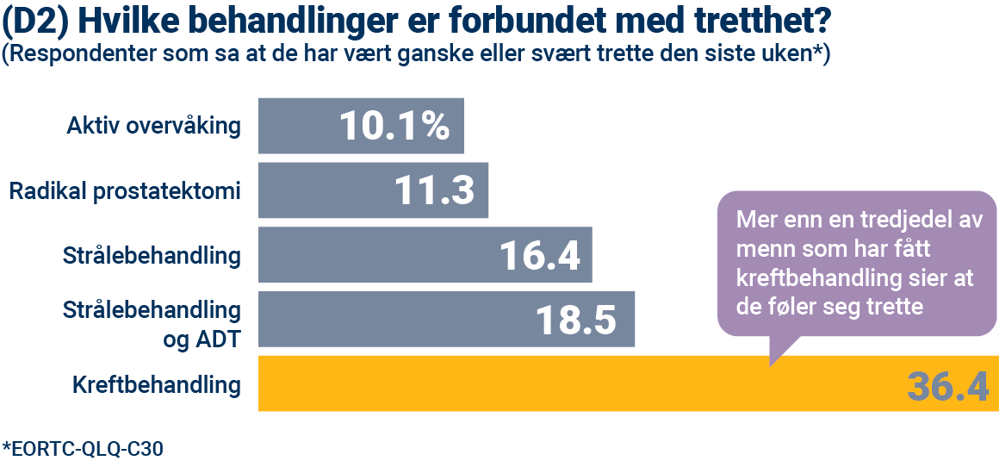 (D2) Hvilke behandlinger er forbundet med tretthet?
(Respondenter som sa at de har vært ganske eller svært trette den siste uken*)
Aktiv overvåking
10.1%
Radikal prostatektomi
11.3
Strålebehandling
16.4
Strålebehandling
og ADT
18.5
Kreftbehandling
36.4
Mer enn en tredjedel av
menn som har fått
kreftbehandling sier at
de føler seg trette
*EORTC-QLQ-C30